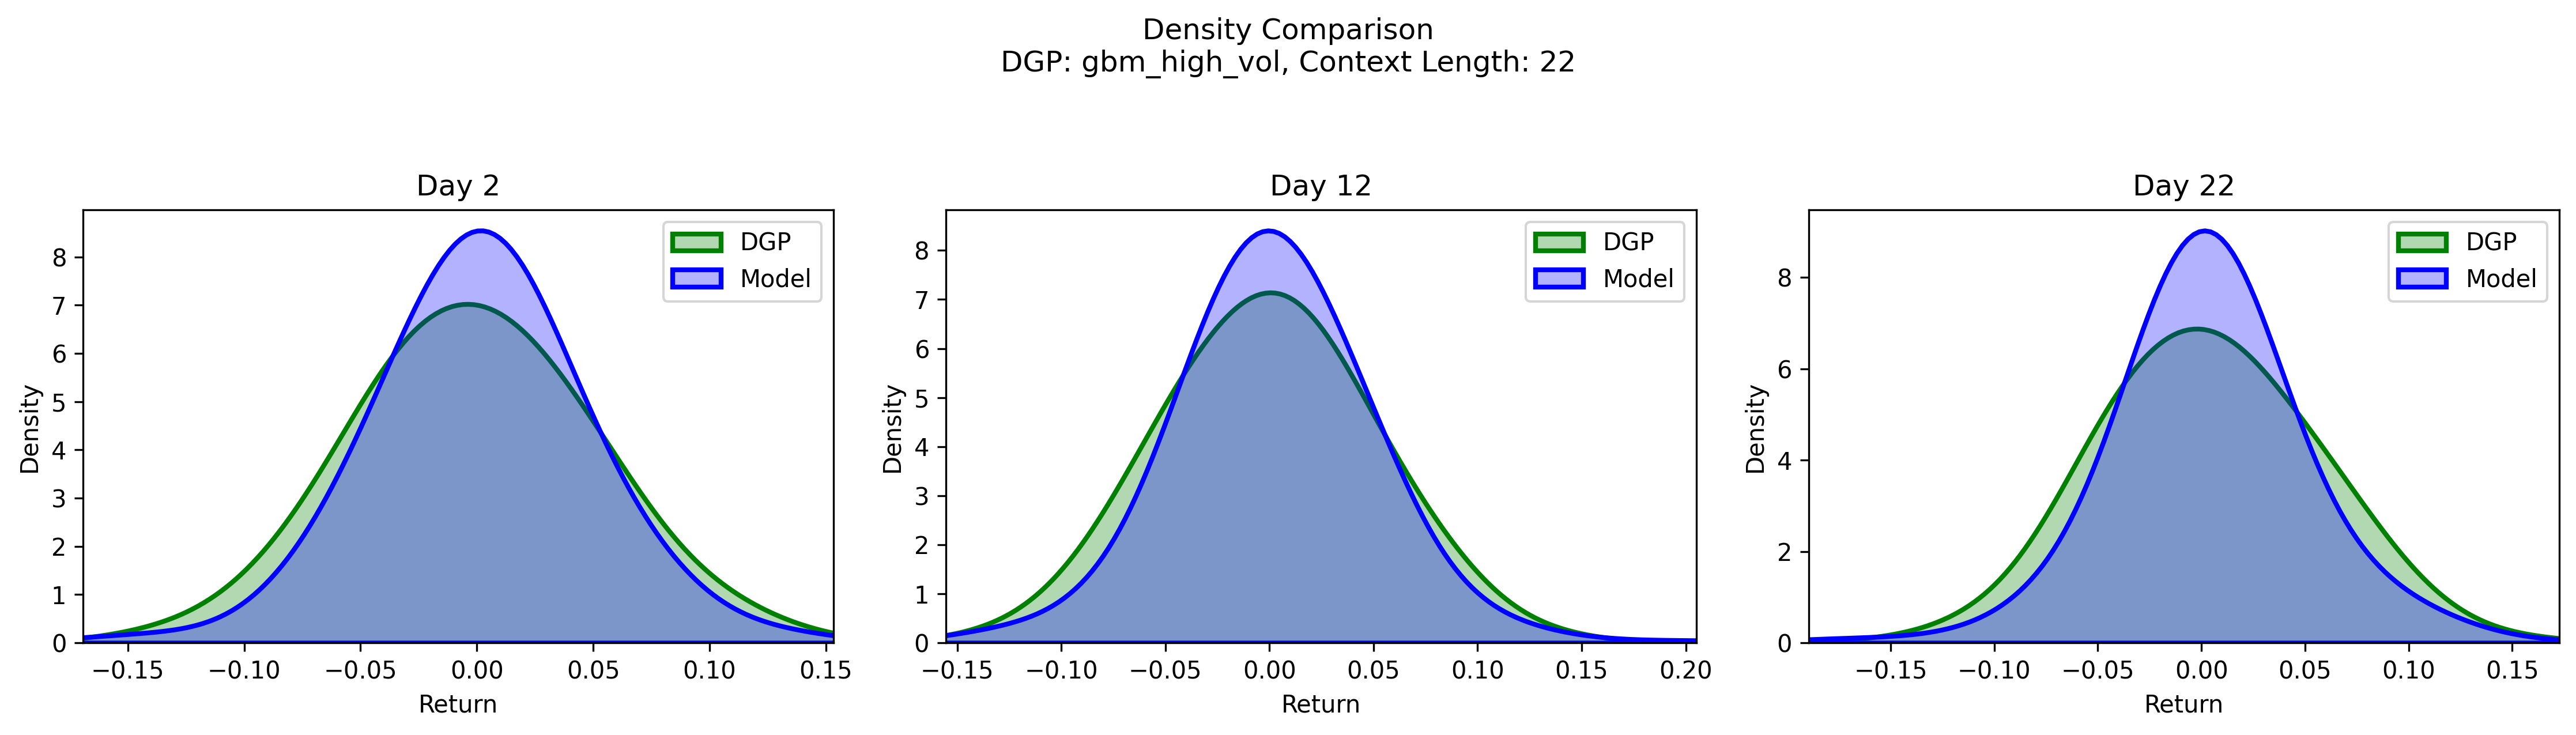 Density Comparison
DGP: gbm_high_vol, Context Length: 22
Day 2
Density
8
7
6
5
4
3
2
1
0
−0.15 −0.10 −0.05 0.00 0.05 0.10 0.15
Return
DGP
Model
Day 12
Density
8
7
6
5
4
3
2
1
0
−0.15 −0.10 −0.05 0.00 0.05 0.10 0.15 0.20
Return
DGP
Model
Day 22
Density
8
6
4
2
0
−0.15 −0.10 −0.05 0.00 0.05 0.10 0.15
Return
DGP
Model